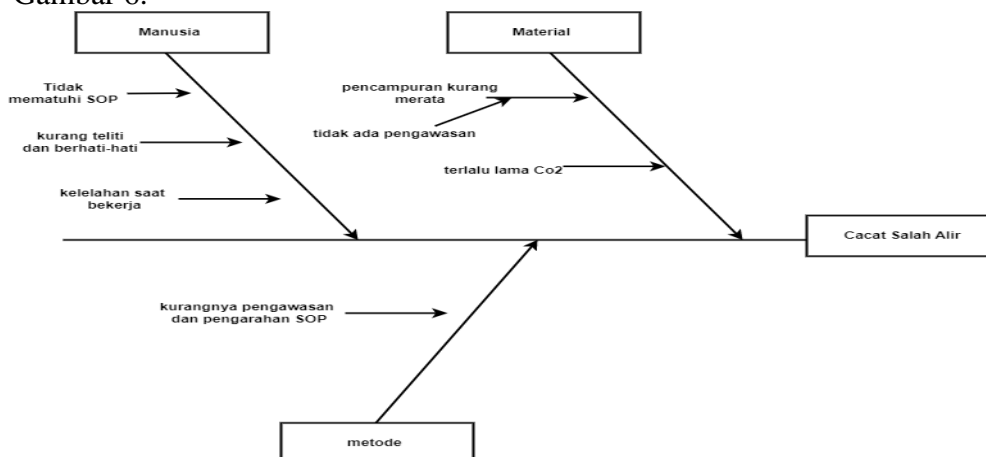 Gambar 6.
Manusia
Material
Tidak
mematuhi SOP
pencampuran kurang
merata
kurang teliti
dan berhati-hati
tidak ada pengawasan
terlalu lama Co2
kelelahan saat
bekerja
Cacat Salah Alir
kurangnya pengawasan
dan pengarahan SOP
metode